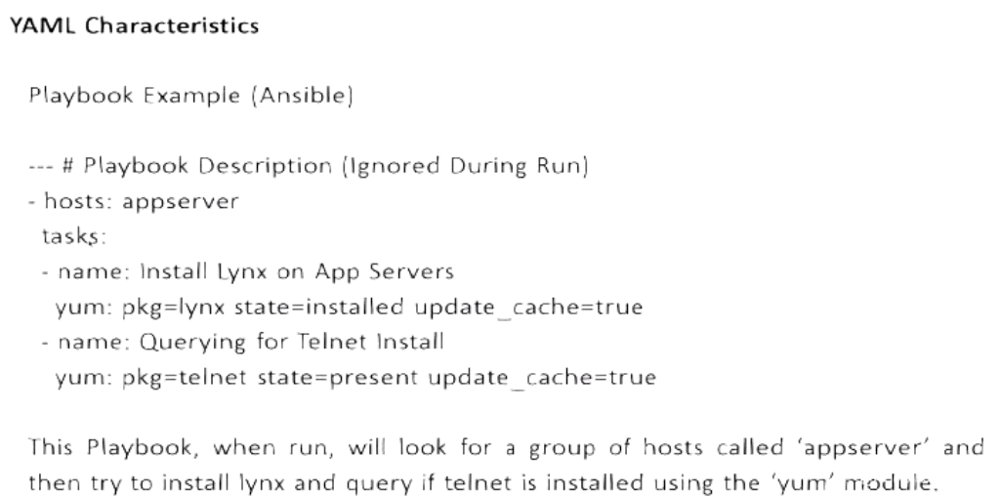 YAML Characteristics
Playbook Example (Ansible)
--- # Playbook Description (Ignored During Run)
- hosts: appserver
tasks:
- name: Install Lynx on App Servers
yum: pkg=lynx state=installed update_cache=true
- name: Querying for Telnet Install
yum: pkg=telnet state=present update_cache=true
This Playbook, when run, will look for a group of hosts called 'appserver' and
then try to install lynx and query if telnet is installed using the 'yum' module.